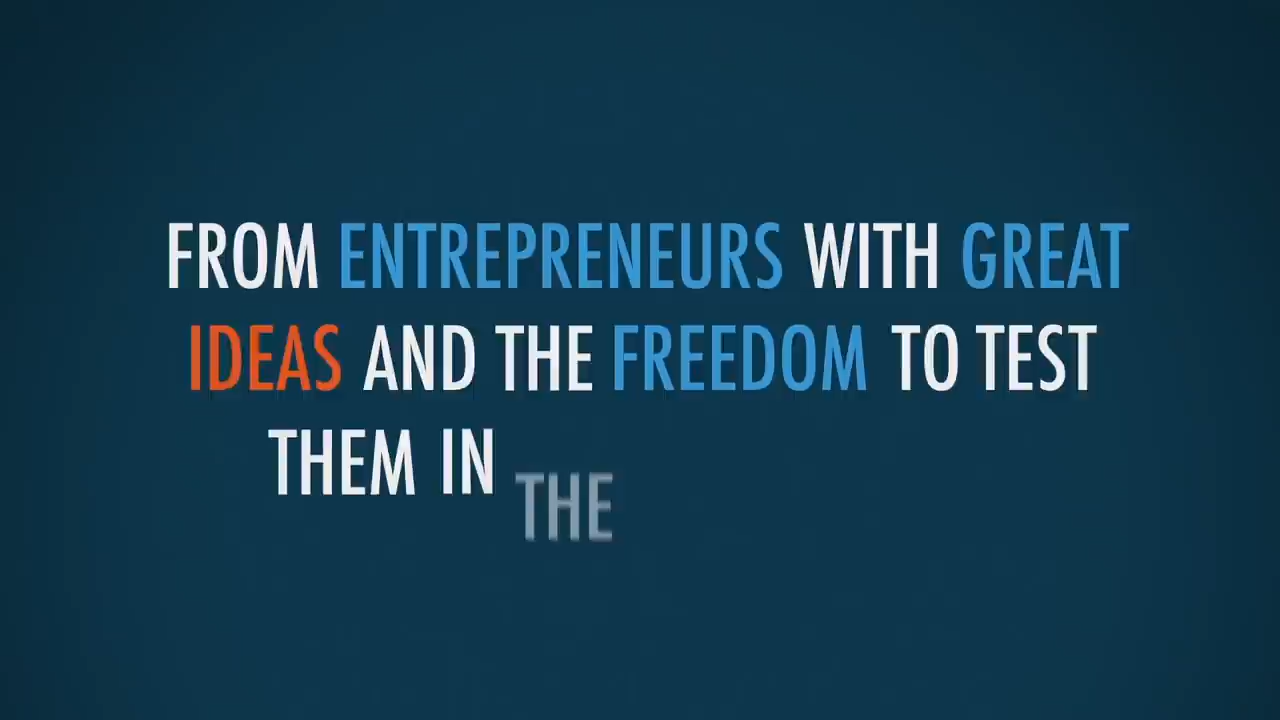 FROM ENTREPRENEURS WITH GREAT
IDEAS AND THE FREEDOM TO TEST
THEM IN THE